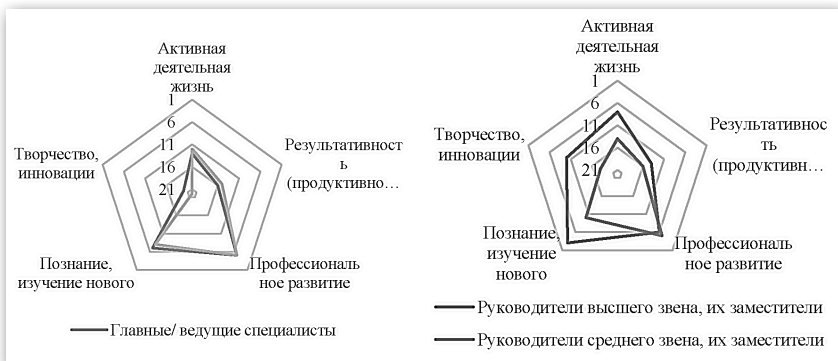 Активная
деятельная
жизнь
1
6
11
16
21
Результативност
ь
(продуктивно…
Профессиональ
ное развитие
Познание,
изучение нового
Творчество,
инновации
Главные/ ведущие специалисты
Активная
деятельная
жизнь
1
6
11
16
21
Результативнос
ть
(продуктивн…
Профессиональ
ное развитие
Познание,
изучение
нового
Творчество,
инновации
Руководители высшего звена, их заместители
Руководители среднего звена, их заместители